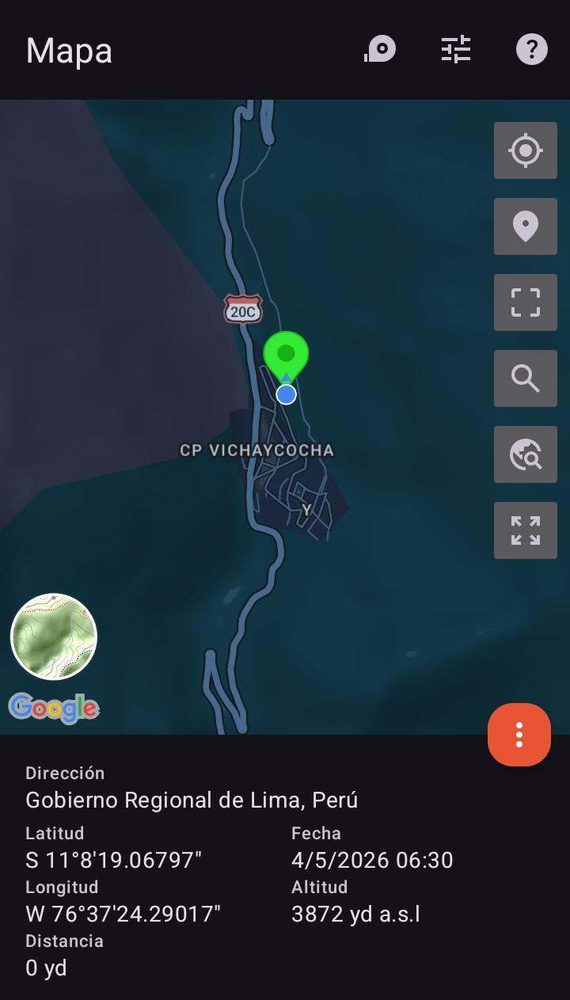 Mapa
20C
CP VICHAYCOCHA
Y
Google
Dirección
Gobierno Regional de Lima, Perú
Latitud
Fecha
S 11°8'19.06797"
4/5/2026 06:30
Longitud
Altitud
W 76°37'24.29017"
3872 yd a.s.l
Distancia
0 yd